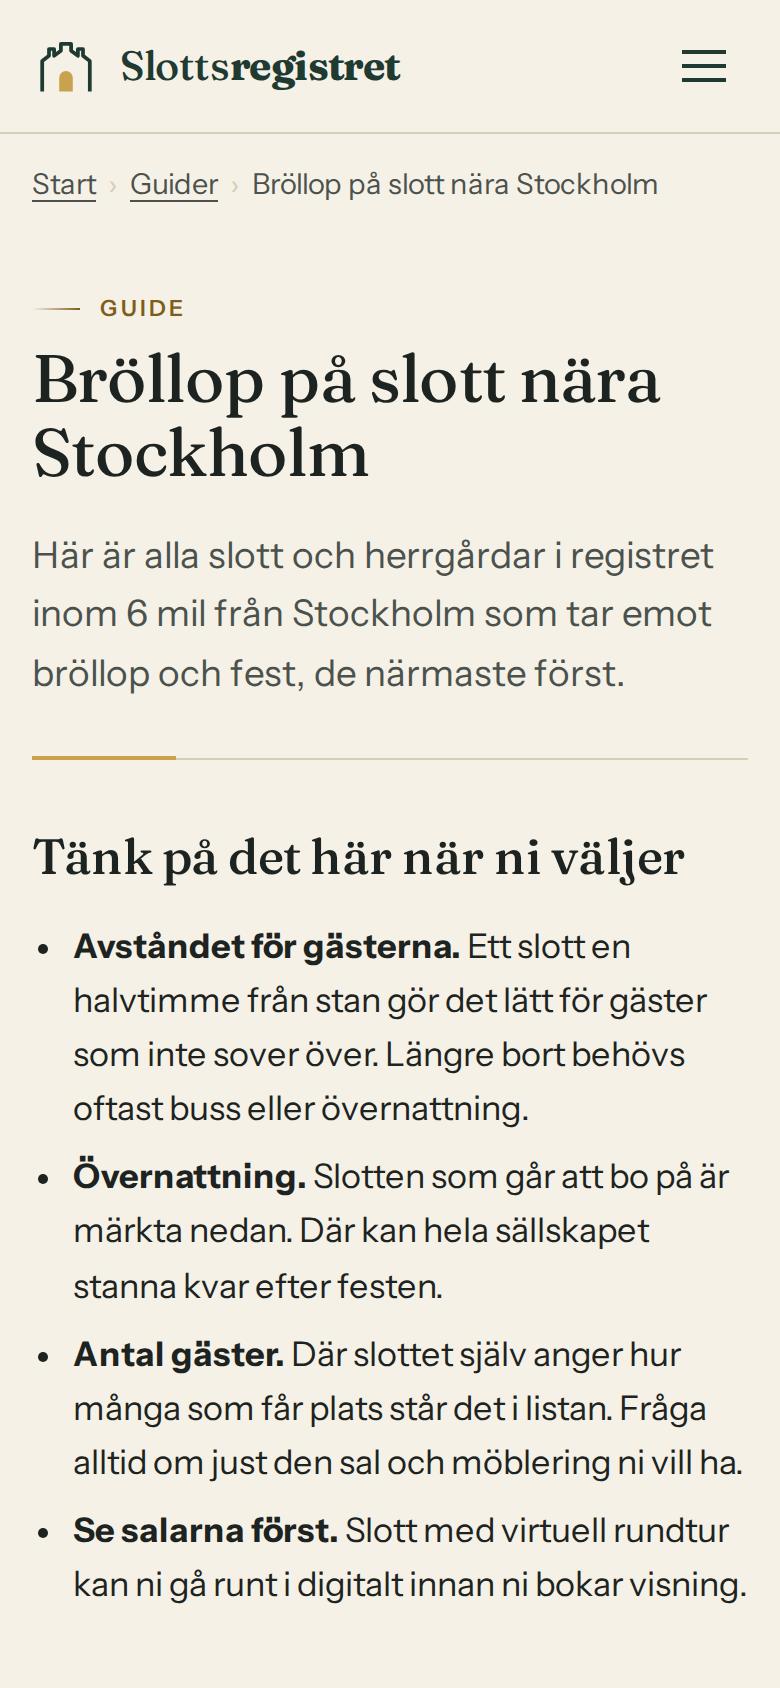 Slottsregistret
Start › Guider › Bröllop på slott nära Stockholm
GUIDE
Bröllop på slott nära
Stockholm
Här är alla slott och herrgårdar i registret
inom 6 mil från Stockholm som tar emot
bröllop och fest, de närmaste först.
Tänk på det här när ni väljer
• Avståndet för gästerna. Ett slott en
halvtimme från stan gör det lätt för gäster
som inte sover över. Längre bort behövs
oftast buss eller övernattning.
• Övernattning. Slotten som går att bo på är
märkta nedan. Där kan hela sällskapet
stanna kvar efter festen.
• Antal gäster. Där slottet själv anger hur
många som får plats står det i listan. Fråga
alltid om just den sal och möblering ni vill ha.
• Se salarna först. Slott med virtuell rundtur
kan ni gå runt i digitalt innan ni bokar visning.